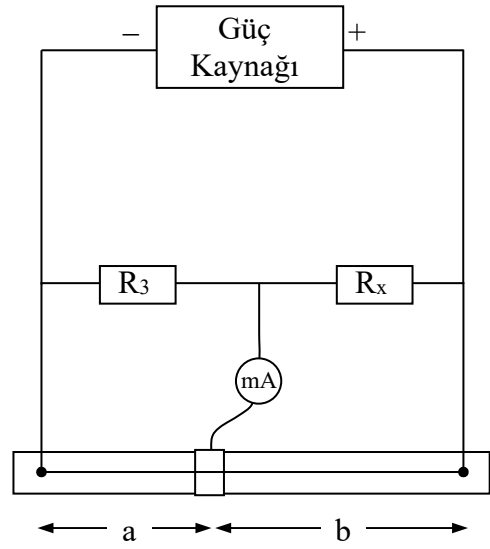 – Güç +
Kaynağı
R₃ Rₓ
mA
a b